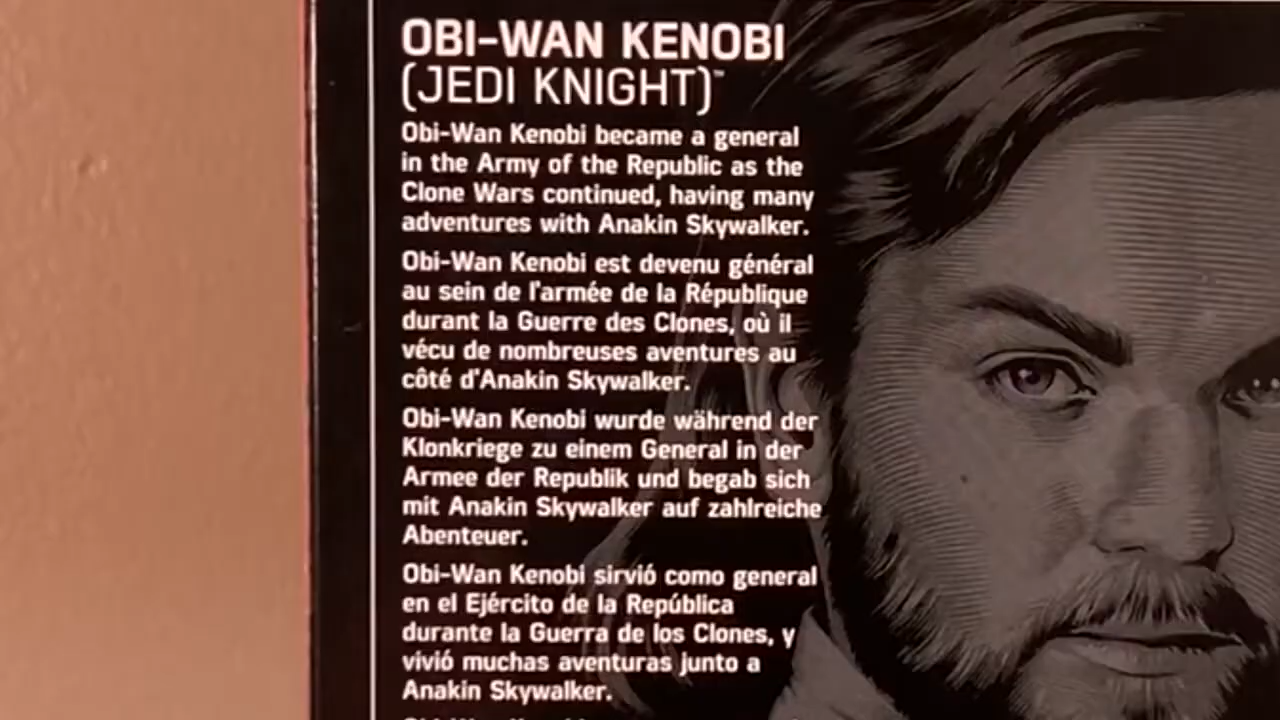 OBI-WAN KENOBI
(JEDI KNIGHT)™
Obi-Wan Kenobi became a general
in the Army of the Republic as the
Clone Wars continued, having many
adventures with Anakin Skywalker.
Obi-Wan Kenobi est devenu général
au sein de l'armée de la République
durant la Guerre des Clones, où il
vécu de nombreuses aventures au
côté d'Anakin Skywalker.
Obi-Wan Kenobi wurde während der
Klonkriege zu einem General in der
Armee der Republik und begab sich
mit Anakin Skywalker auf zahlreiche
Abenteuer.
Obi-Wan Kenobi sirvió como general
en el Ejército de la República
durante la Guerra de los Clones, y
vivió muchas aventuras junto a
Anakin Skywalker.